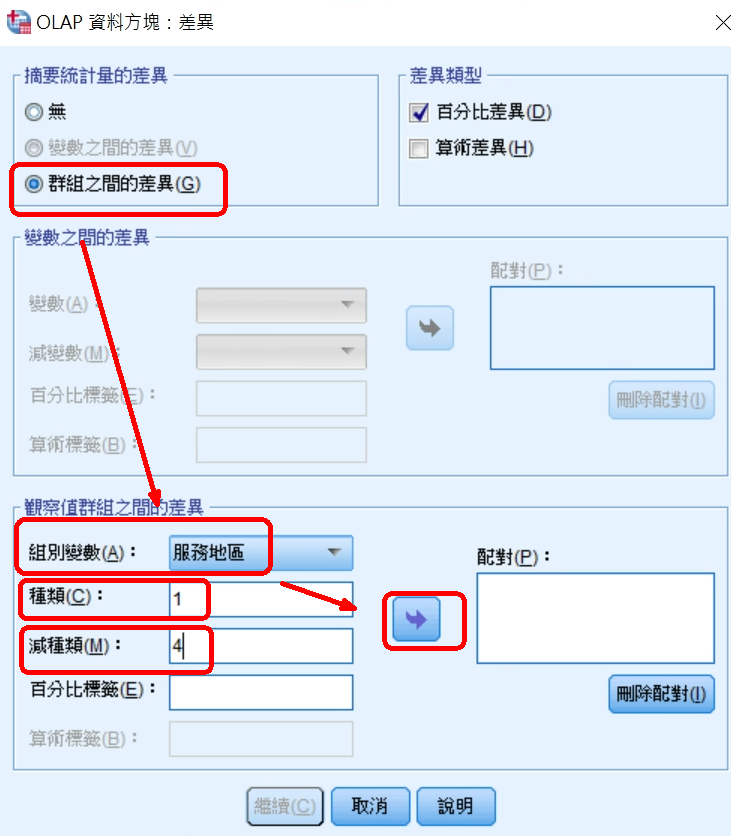 OLAP 資料方塊：差異
摘要統計量的差異
無
變數之間的差異(V)
群組之間的差異(G)
差異類型
百分比差異(D)
算術差異(H)
變數之間的差異
變數(A)：
減變數(M)：
百分比標籤(E)：
算術標籤(B)：
配對(P)：
刪除配對(I)
觀察值群組之間的差異
組別變數(A)：
服務地區
種類(C)：
1
減種類(M)：
4
百分比標籤(E)：
算術標籤(B)：
配對(P)：
刪除配對(I)
繼續(C)
取消
說明